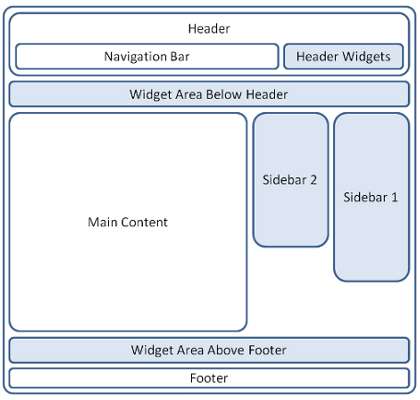 Header
Navigation Bar
Header Widgets
Widget Area Below Header
Main Content
Sidebar 2
Sidebar 1
Widget Area Above Footer
Footer